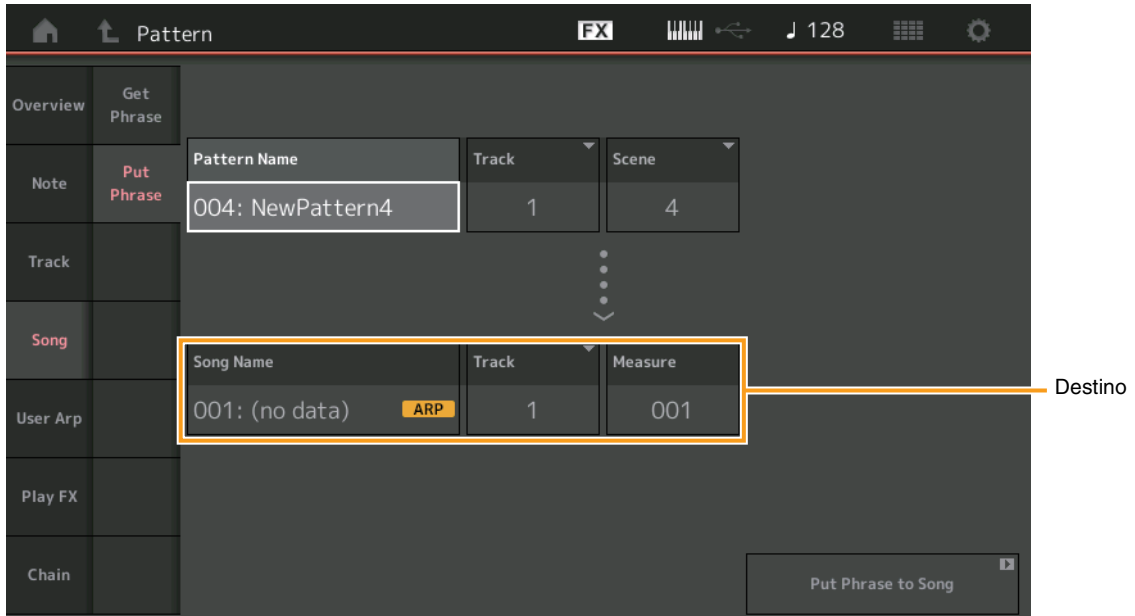 Pattern
FX
♩ 128
Overview
Get
Phrase
Note
Put
Phrase
Pattern Name
Track
Scene
004: NewPattern4
1
4
Track
Song
Song Name
Track
Measure
001: (no data)
ARP
1
001
Destino
User Arp
Play FX
Chain
Put Phrase to Song